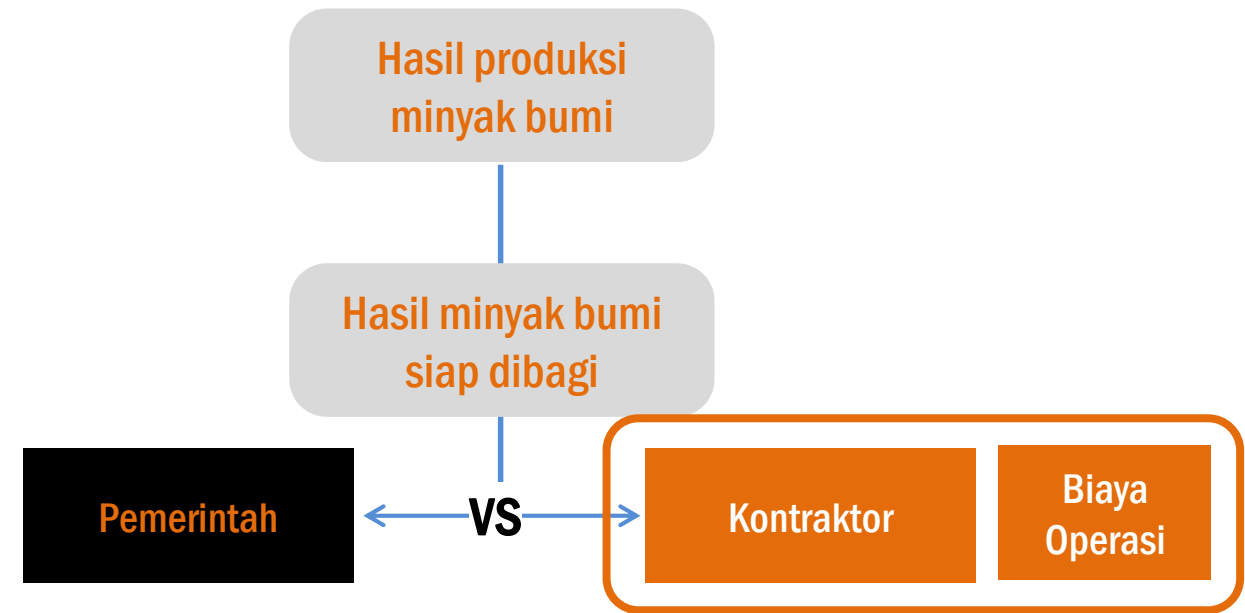 Hasil produksi
minyak bumi
Hasil minyak bumi
siap dibagi
Pemerintah
VS
Kontraktor
Biaya
Operasi